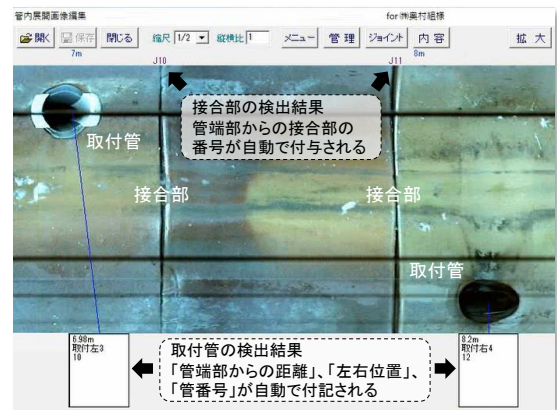 管内展開画像編集
for ㈱奥村組様
開く 保存 閉じる 縮尺 1/2 縦横比 1 メニュー 管理 ジョイント 内容 拡大
7m
8m
J10
J11
接合部の検出結果
管端部からの接合部の
番号が自動で付与される
取付管
接合部
接合部
取付管
6.98m
取付左3
10
取付管の検出結果
「管端部からの距離」、「左右位置」、
「管番号」が自動で付記される
8.2m
取付右4
12